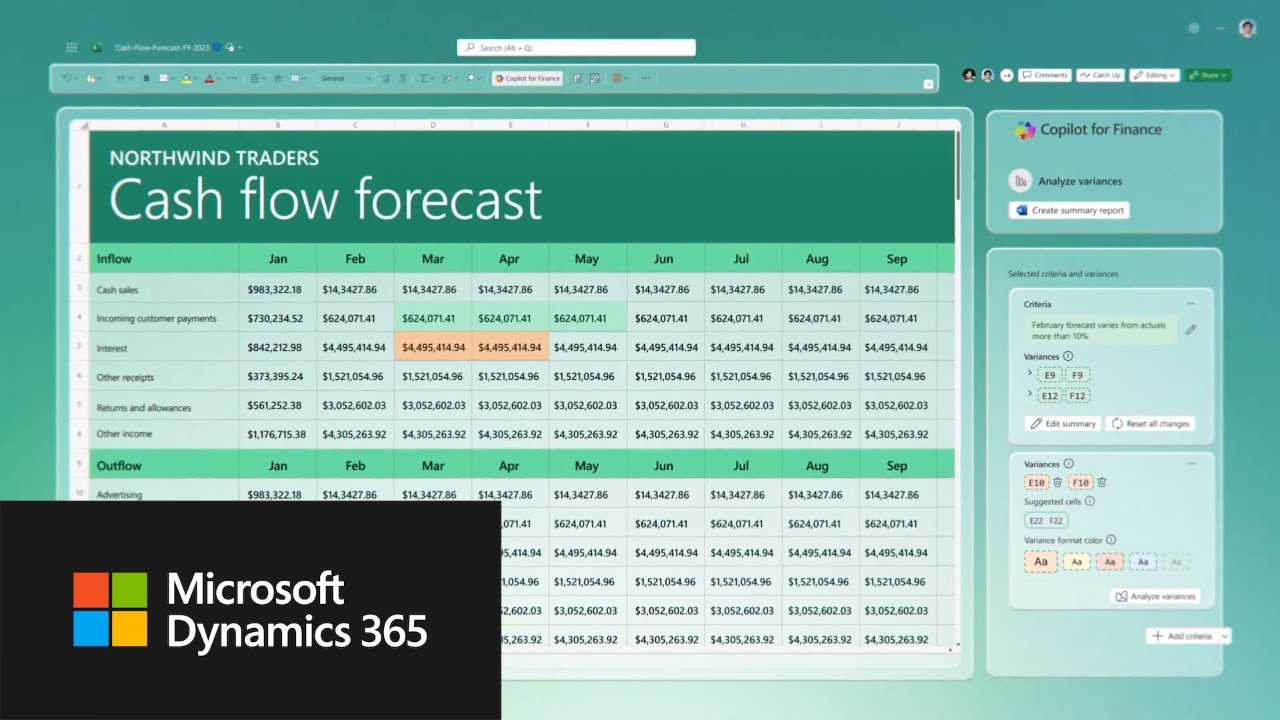 Cash-Flow-Forecast-FY-2023
Search (Alt + Q)
11 B A General Copilot for Finance
+4 Comments Catch Up Editing Share
A B C D E F G H I J
1 NORTHWIND TRADERS
Cash flow forecast
2 Inflow Jan Feb Mar Apr May Jun Jul Aug Sep
3 Cash sales $983,322.18 $14,3427.86 $14,3427.86 $14,3427.86 $14,3427.86 $14,3427.86 $14,3427.86 $14,3427.86 $14,3427.86
4 Incoming customer payments $730,234.52 $624,071.41 $624,071.41 $624,071.41 $624,071.41 $624,071.41 $624,071.41 $624,071.41 $624,071.41
5 Interest $842,212.98 $4,495,414.94 $4,495,414.94 $4,495,414.94 $4,495,414.94 $4,495,414.94 $4,495,414.94 $4,495,414.94 $4,495,414.94
6 Other receipts $373,395.24 $1,521,054.96 $1,521,054.96 $1,521,054.96 $1,521,054.96 $1,521,054.96 $1,521,054.96 $1,521,054.96 $1,521,054.96
7 Returns and allowances $561,252.38 $3,052,602.03 $3,052,602.03 $3,052,602.03 $3,052,602.03 $3,052,602.03 $3,052,602.03 $3,052,602.03 $3,052,602.03
8 Other income $1,176,715.38 $4,305,263.92 $4,305,263.92 $4,305,263.92 $4,305,263.92 $4,305,263.92 $4,305,263.92 $4,305,263.92 $4,305,263.92
9 Outflow Jan Feb Mar Apr May Jun Jul Aug Sep
10 Advertising $983,322.18 $14,3427.86 $14,3427.86 $14,3427.86 $14,3427.86 $14,3427.86 $14,3427.86 $14,3427.86 $14,3427.86
,071.41 $624,071.41 $624,071.41 $624,071.41 $624,071.41 $624,071.41
$4,495,414.94 $4,495,414.94 $4,495,414.94 $4,495,414.94 $4,495,414.94
$1,521,054.96 $1,521,054.96 $1,521,054.96 $1,521,054.96 $1,521,054.96 $1,521,054.96
$3,052,602.03 $3,052,602.03 $3,052,602.03 $3,052,602.03 $3,052,602.03 $3,052,602.03
$4,305,263.92 $4,305,263.92 $4,305,263.92 $4,305,263.92 $4,305,263.92 $4,305,263.92
Copilot for Finance
Analyze variances
Create summary report
Selected criteria and variances
Criteria
February forecast varies from actuals
more than 10%
Variances
E9 F9
E12 F12
Edit summary Reset all changes
Variances
E10 F10
Suggested cells
E22 F22
Variance format color
Aa Aa Aa Aa Aa
Analyze variances
Add criteria
Microsoft
Dynamics 365